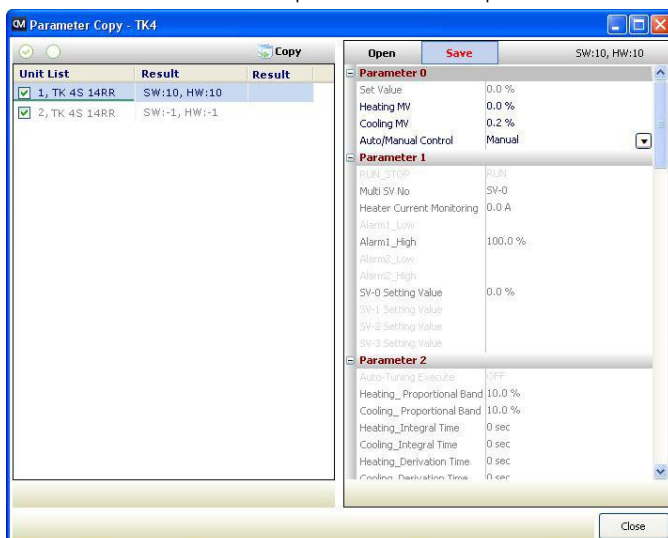 Parameter Copy - TK4
Copy
Unit List Result Result
1, TK 4S 14RR SW:10, HW:10
2, TK 4S 14RR SW:-1, HW:-1
Open Save SW:10, HW:10
Parameter 0
Set Value 0.0 %
Heating MV 0.0 %
Cooling MV 0.2 %
Auto/Manual Control Manual
Parameter 1
RUN_STOP RUN
Multi SV No SV-0
Heater Current Monitoring 0.0 A
Alarm1_Low
Alarm1_High 100.0 %
Alarm2_Low
Alarm2_High
SV-0 Setting Value 0.0 %
SV-1 Setting Value
SV-2 Setting Value
SV-3 Setting Value
Parameter 2
Auto-Tuning Execute OFF
Heating_ Proportional Band 10.0 %
Cooling_ Proportional Band 10.0 %
Heating_Integral Time 0 sec
Cooling_Integral Time 0 sec
Heating_Derivation Time 0 sec
Cooling_Derivation Time 0 sec
Close